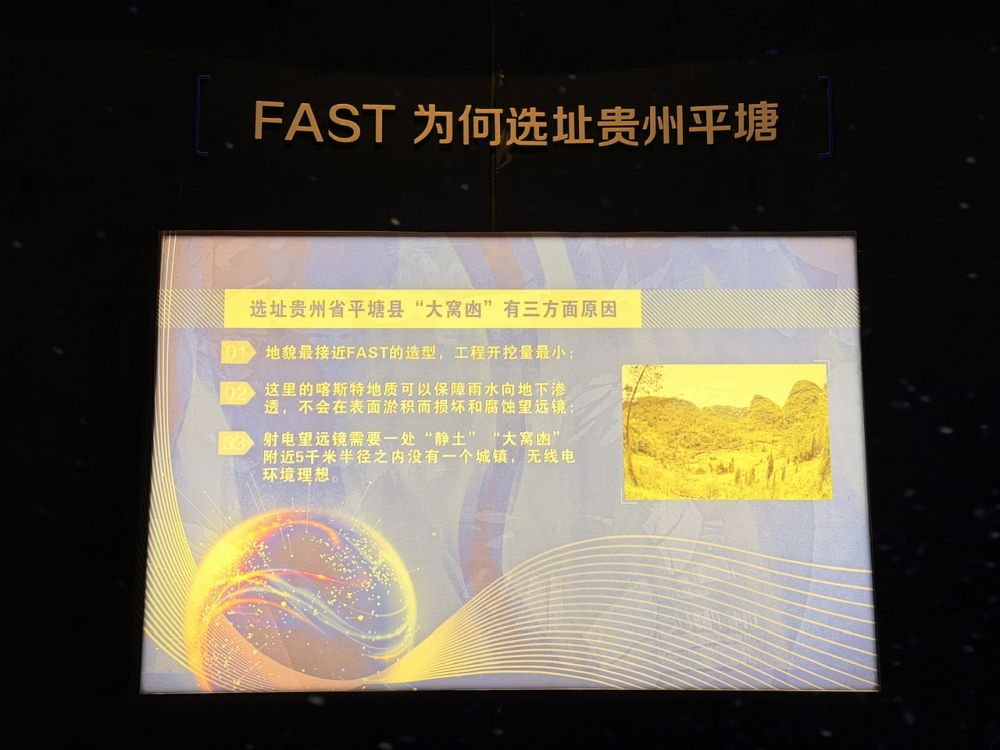 FAST 为何选址贵州平塘
选址贵州省平塘县“大窝凼”有三方面原因
01 地貌最接近FAST的造型，工程开挖量最小；
02 这里的喀斯特地质可以保障雨水向地下渗
透，不会在表面淤积而损坏和腐蚀望远镜；
03 射电望远镜需要一处“静土”“大窝凼”
附近5千米半径之内没有一个城镇，无线电
环境理想。